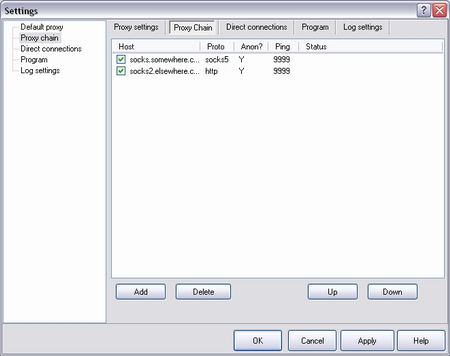 Settings
Default proxy
Proxy chain
Direct connections
Program
Log settings
Proxy settings Proxy Chain Direct connections Program Log settings
Host Proto Anon? Ping Status
socks.somewhere.c... socks5 Y 9999
socks2.elsewhere.c... http Y 9999
Add Delete Up Down
OK Cancel Apply Help